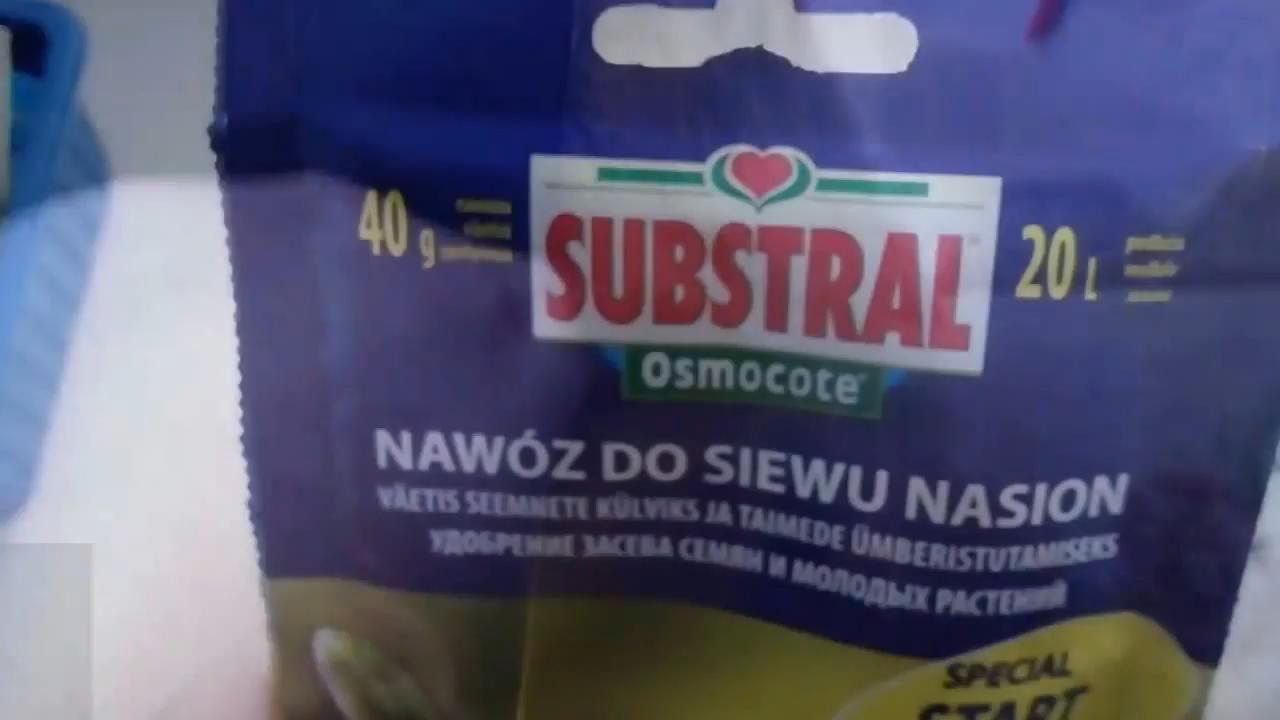 40 g
SUBSTRAL
20 L
Osmocote
NAWÓZ DO SIEWU NASION
VÄETIS SEEMNETE KÜLVIKS JA TAIMEDE ÜMBERISTUTAMISEKS
УДОБРЕНИЕ ЗАСЕВА СЕМЯН И МОЛОДЫХ РАСТЕНИЙ
SPECIAL
START